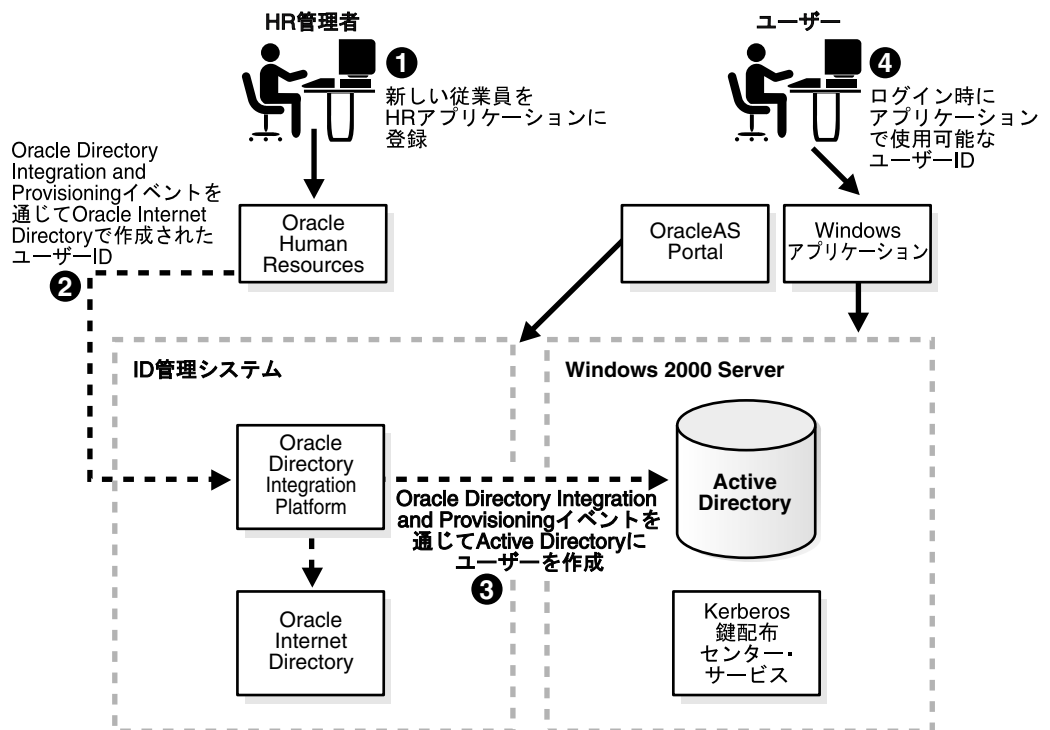 HR管理者
❶
新しい従業員を
HRアプリケーションに
登録
ユーザー
❹
ログイン時に
アプリケーション
で使用可能な
ユーザーID
Oracle Directory
Integration and
Provisioningイベントを
通じてOracle Internet
Directoryで作成された
ユーザーID
❷
Oracle
Human
Resources
OracleAS
Portal
Windows
アプリケーション
ID管理システム
Windows 2000 Server
Oracle
Directory
Integration
Platform
Oracle Directory Integration
and Provisioningイベントを
通じてActive Directoryに
ユーザーを作成
❸
Active
Directory
Oracle
Internet
Directory
Kerberos
鍵配布
センター・
サービス